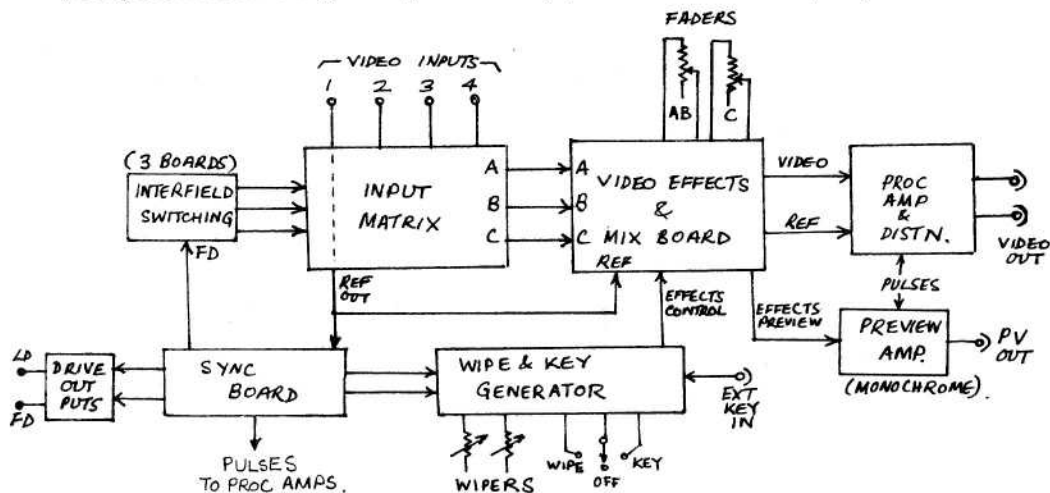 FADERS
VIDEO INPUTS
1 2 3 4
AB C
(3 BOARDS)
INTERFIELD
SWITCHING
FD
INPUT
MATRIX
A
B
C
A
B
C
VIDEO EFFECTS
&
MIX BOARD
REF
VIDEO
REF
PROC
AMP
&
DISTN.
VIDEO
OUT
REF
OUT
EFFECTS
CONTROL
EFFECTS
PREVIEW
PULSES
PREVIEW
AMP.
(MONOCHROME).
PV
OUT
LD
FD
DRIVE
OUT
PUTS
SYNC
BOARD
WIPE & KEY
GENERATOR
EXT
KEY
IN
PULSES
TO PROC AMPS.
WIPERS
WIPE
OFF
KEY